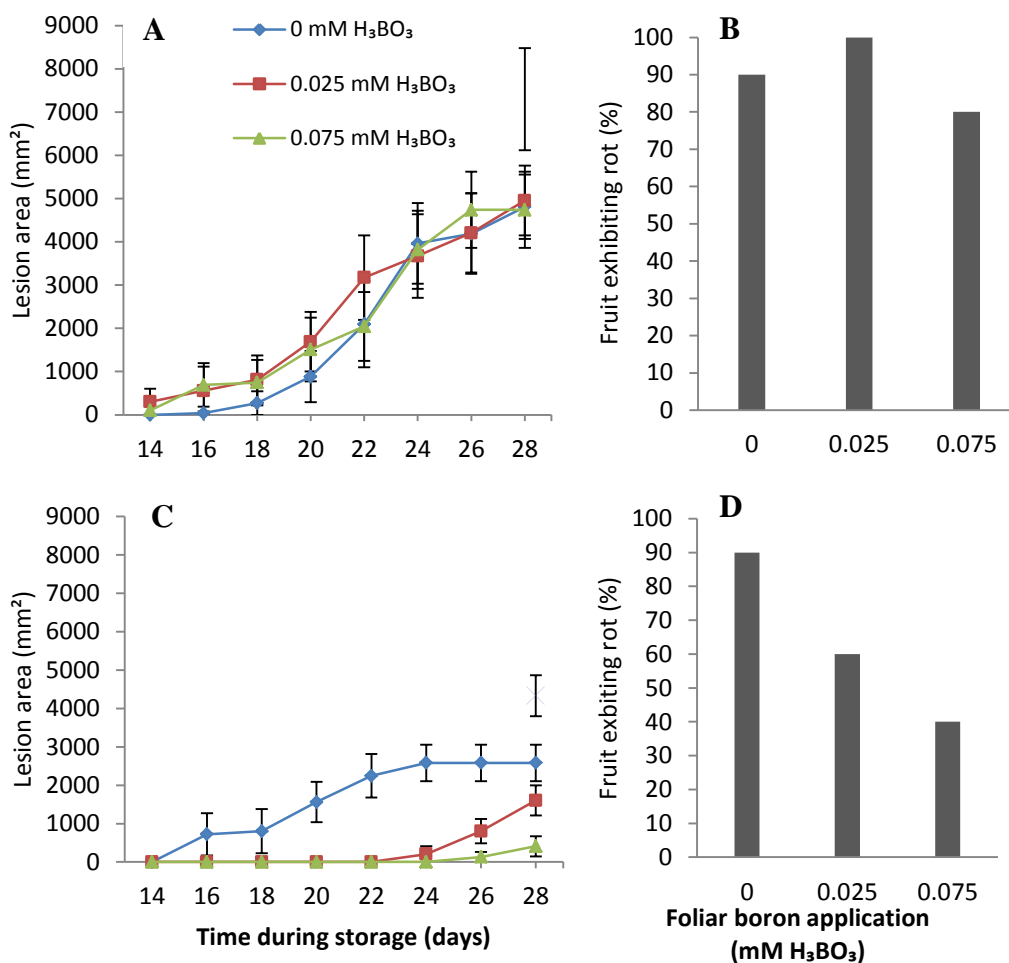 A
0 mM H₃BO₃
0.025 mM H₃BO₃
0.075 mM H₃BO₃
Lesion area (mm²)
9000
8000
7000
6000
5000
4000
3000
2000
1000
0
14 16 18 20 22 24 26 28
B
Fruit exhibiting rot (%)
100
90
80
70
60
50
40
30
20
10
0
0 0.025 0.075
C
Lesion area (mm²)
9000
8000
7000
6000
5000
4000
3000
2000
1000
0
14 16 18 20 22 24 26 28
Time during storage (days)
D
Fruit exbiting rot (%)
100
90
80
70
60
50
40
30
20
10
0
0 0.025 0.075
Foliar boron application
(mM H₃BO₃)